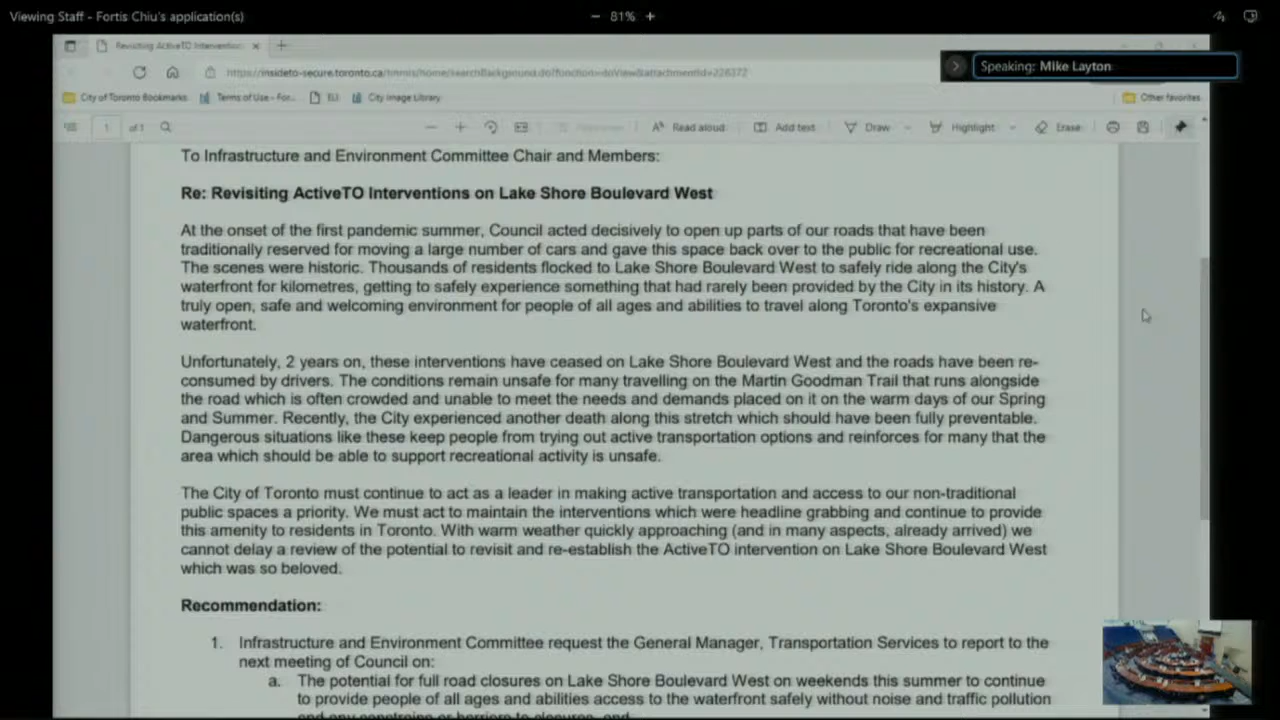 Viewing Staff - Fortis Chiu's application(s)
81%
Revisiting ActiveTO Intervention
Speaking: Mike Layton
City of Toronto Bookmarks
Terms of Use - For...
ELI
City Image Library
Other favorites
1
of 1
Read aloud
Add text
Draw
Highlight
Erase
To Infrastructure and Environment Committee Chair and Members:
Re: Revisiting ActiveTO Interventions on Lake Shore Boulevard West
At the onset of the first pandemic summer, Council acted decisively to open up parts of our roads that have been
traditionally reserved for moving a large number of cars and gave this space back over to the public for recreational use.
The scenes were historic. Thousands of residents flocked to Lake Shore Boulevard West to safely ride along the City's
waterfront for kilometres, getting to safely experience something that had rarely been provided by the City in its history. A
truly open, safe and welcoming environment for people of all ages and abilities to travel along Toronto's expansive
waterfront.
Unfortunately, 2 years on, these interventions have ceased on Lake Shore Boulevard West and the roads have been re-
consumed by drivers. The conditions remain unsafe for many travelling on the Martin Goodman Trail that runs alongside
the road which is often crowded and unable to meet the needs and demands placed on it on the warm days of our Spring
and Summer. Recently, the City experienced another death along this stretch which should have been fully preventable.
Dangerous situations like these keep people from trying out active transportation options and reinforces for many that the
area which should be able to support recreational activity is unsafe.
The City of Toronto must continue to act as a leader in making active transportation and access to our non-traditional
public spaces a priority. We must act to maintain the interventions which were headline grabbing and continue to provide
this amenity to residents in Toronto. With warm weather quickly approaching (and in many aspects, already arrived) we
cannot delay a review of the potential to revisit and re-establish the ActiveTO intervention on Lake Shore Boulevard West
which was so beloved.
Recommendation:
1. Infrastructure and Environment Committee request the General Manager, Transportation Services to report to the
next meeting of Council on:
a. The potential for full road closures on Lake Shore Boulevard West on weekends this summer to continue
to provide people of all ages and abilities access to the waterfront safely without noise and traffic pollution